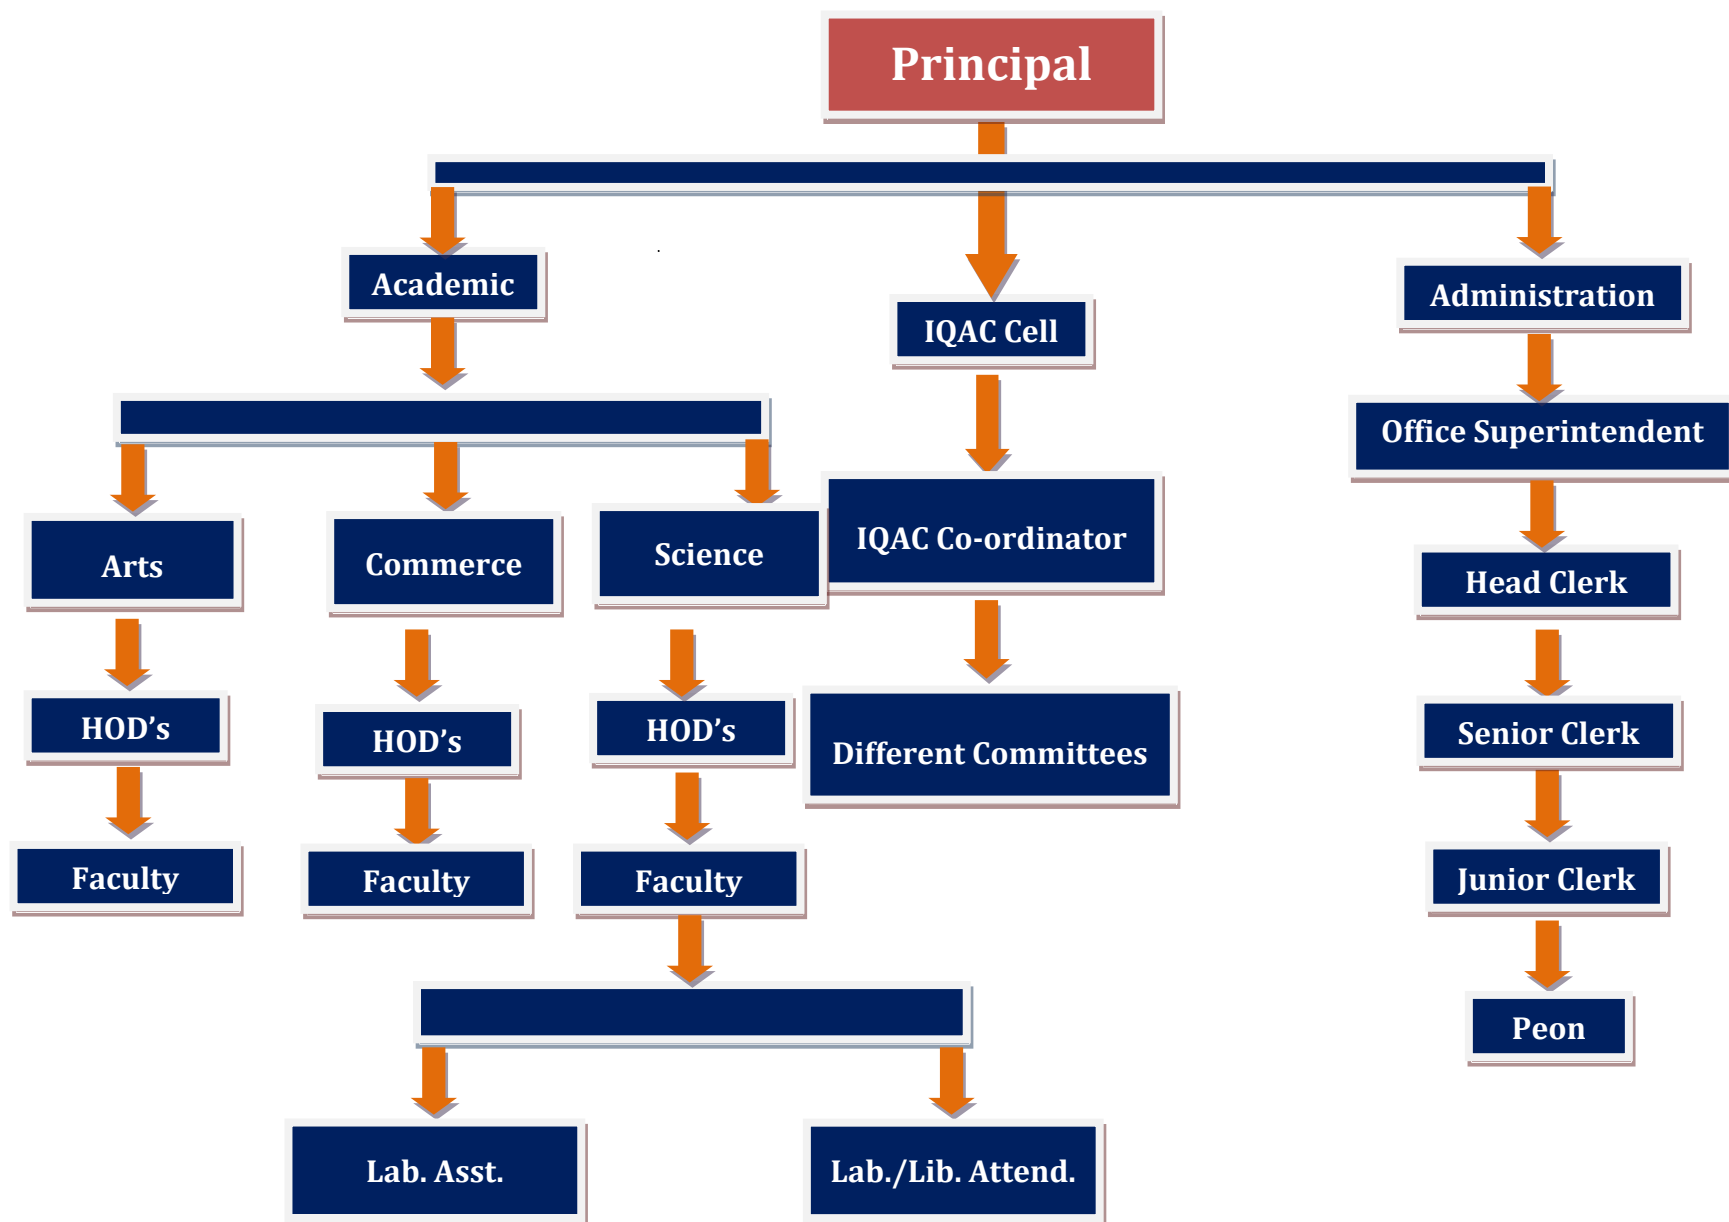 Principal
Academic
IQAC Cell
Administration
Office Superintendent
Arts
Commerce
Science
IQAC Co-ordinator
Head Clerk
HOD’s
HOD’s
HOD’s
Different Committees
Senior Clerk
Faculty
Faculty
Faculty
Junior Clerk
Peon
Lab. Asst.
Lab./Lib. Attend.